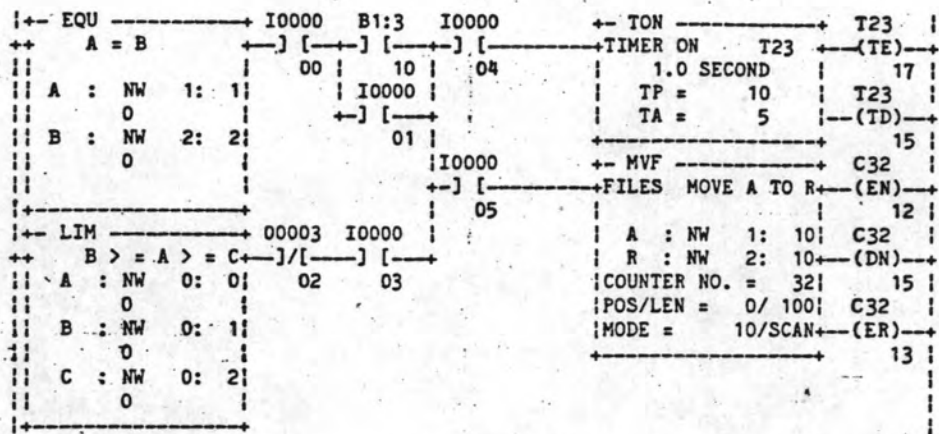 EQU I0000 B1:3 I0000 TON T23
A = B ] [ ] [ ] [ TIMER ON T23 (TE)
00 10 04 1.0 SECOND 17
A : NW 1: 1 I0000 TP = 10 T23
0 ] [ TA = 5 (TD)
B : NW 2: 2 01 15
0 I0000 MVF C32
] [ FILES MOVE A TO R (EN)
05 12
LIM O0003 I0000 A : NW 1: 10 C32
B > = A > = C ]/[ ] [ R : NW 2: 10 (DN)
A : NW 0: 0 02 03 COUNTER NO. = 32 15
0 POS/LEN = 0/ 100 C32
B : NW 0: 1 MODE = 10/SCAN (ER)
0 13
C : NW 0: 2
0